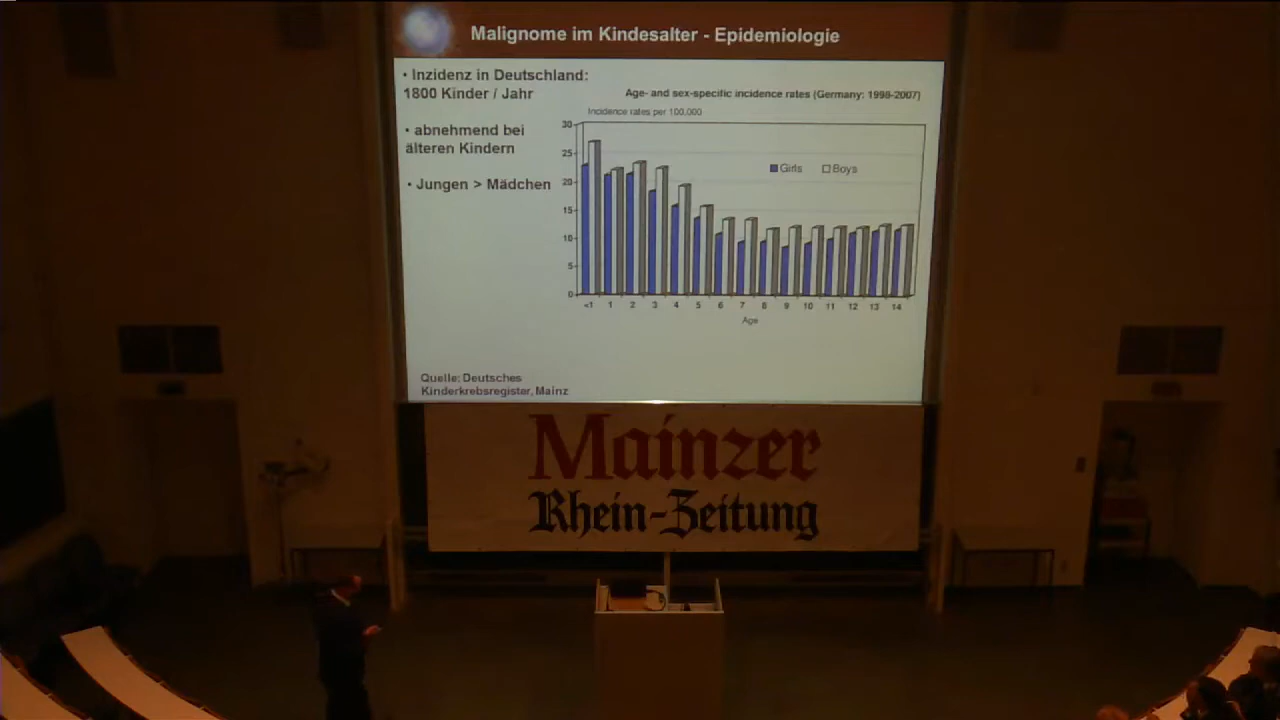 Malignome im Kindesalter - Epidemiologie
• Inzidenz in Deutschland:
1800 Kinder / Jahr
• abnehmend bei
älteren Kindern
• Jungen > Mädchen
Age- and sex-specific incidence rates (Germany: 1998-2007)
Incidence rates per 100,000
30
25
20
15
10
5
0
Girls Boys
<1 1 2 3 4 5 6 7 8 9 10 11 12 13 14
Age
Quelle: Deutsches
Kinderkrebsregister, Mainz
Mainzer
Rhein-Zeitung